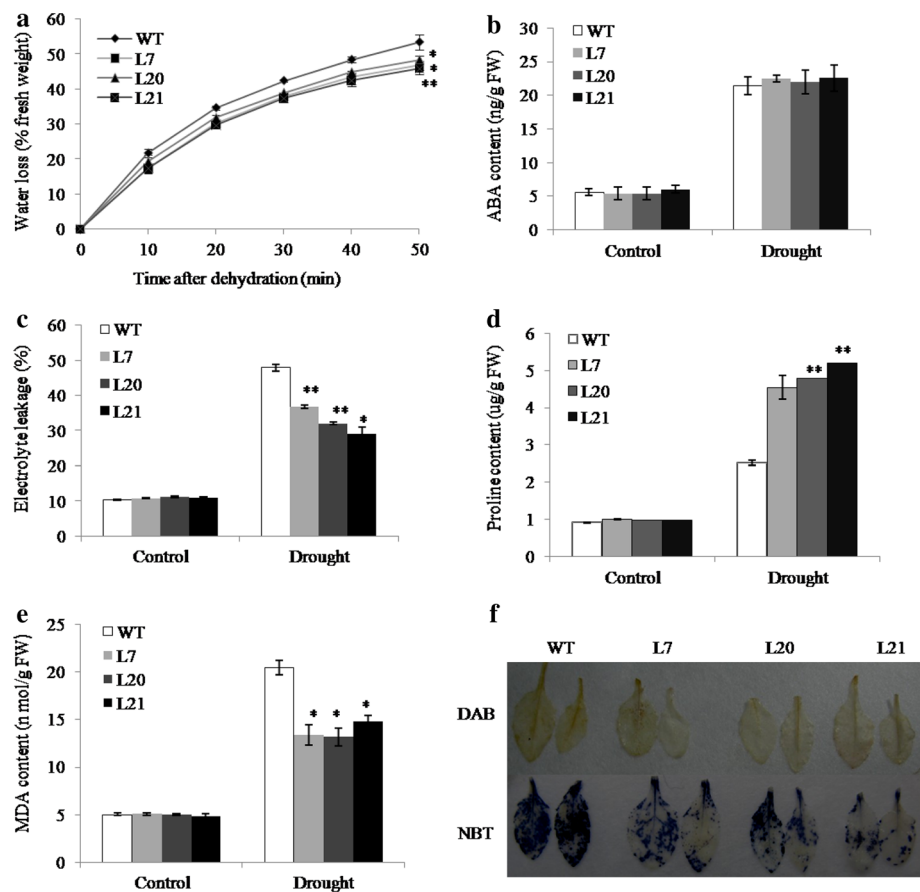 a
Water loss (% fresh weight)
60
50
40
30
20
10
0
WT
L7
L20
L21
*
*
**
0 10 20 30 40 50
Time after dehydration (min)
b
ABA content (ng/g FW)
30
25
20
15
10
5
0
WT
L7
L20
L21
Control Drought
c
Electrolyte leakage (%)
60
50
40
30
20
10
0
WT
L7
L20
L21
** ** *
Control Drought
d
Proline content (ug/g FW)
6
5
4
3
2
1
0
WT
L7
L20
L21
** **
Control Drought
e
MDA content (n mol/g FW)
25
20
15
10
5
0
WT
L7
L20
L21
* * *
Control Drought
f
WT L7 L20 L21
DAB
NBT